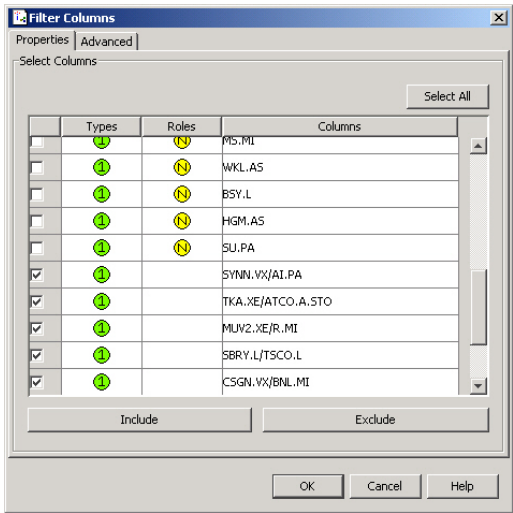 Filter Columns
Properties Advanced
Select Columns
Select All
Types Roles Columns
1 N MS.MI
1 N WKL.AS
1 N BSY.L
1 N HGM.AS
1 N SU.PA
1 SYNN.VX/AI.PA
1 TKA.XE/ATCO.A.STO
1 MUV2.XE/R.MI
1 SBRY.L/TSCO.L
1 CSGN.VX/BNL.MI
Include Exclude
OK Cancel Help